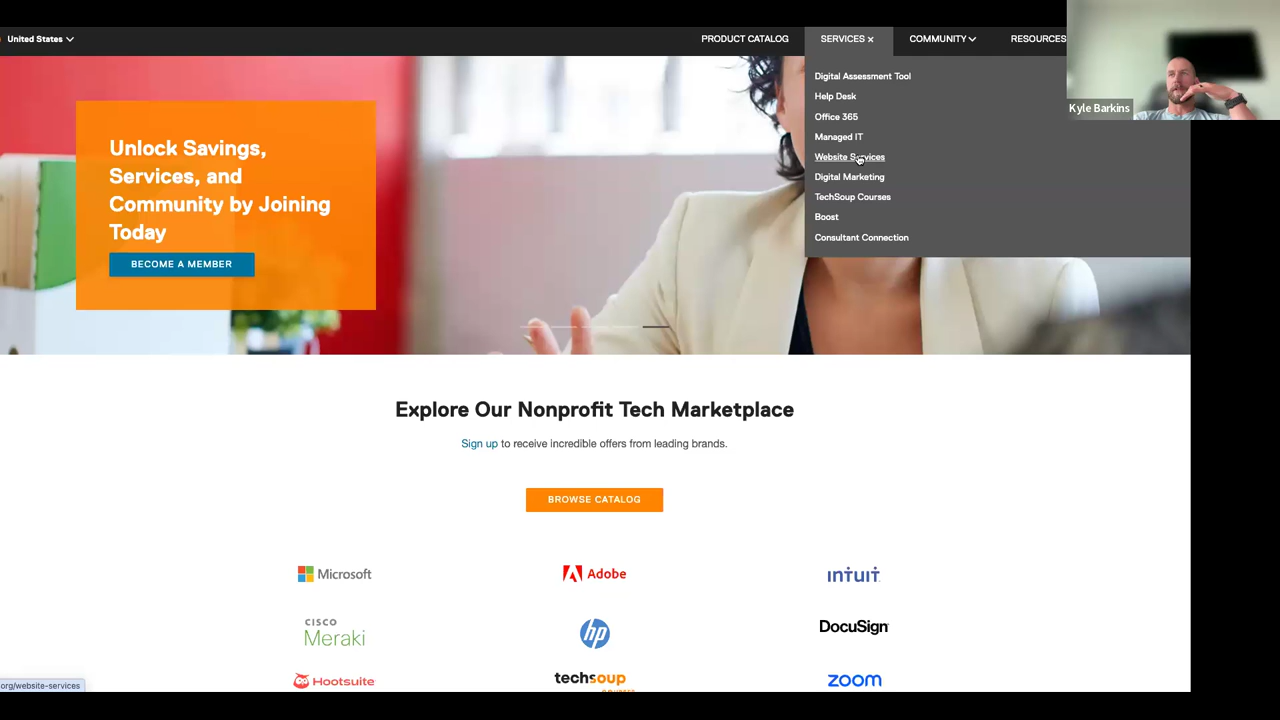 United States
PRODUCT CATALOG
SERVICES ×
COMMUNITY
RESOURCES
Digital Assessment Tool
Help Desk
Office 365
Managed IT
Website Services
Digital Marketing
TechSoup Courses
Boost
Consultant Connection
Kyle Barkins
Unlock Savings,
Services, and
Community by Joining
Today
BECOME A MEMBER
Explore Our Nonprofit Tech Marketplace
Sign up to receive incredible offers from leading brands.
BROWSE CATALOG
Microsoft
Adobe
INTUIT
CISCO
Meraki
hp
DocuSign
Hootsuite
techsoup
COURSES
zoom
org/website-services